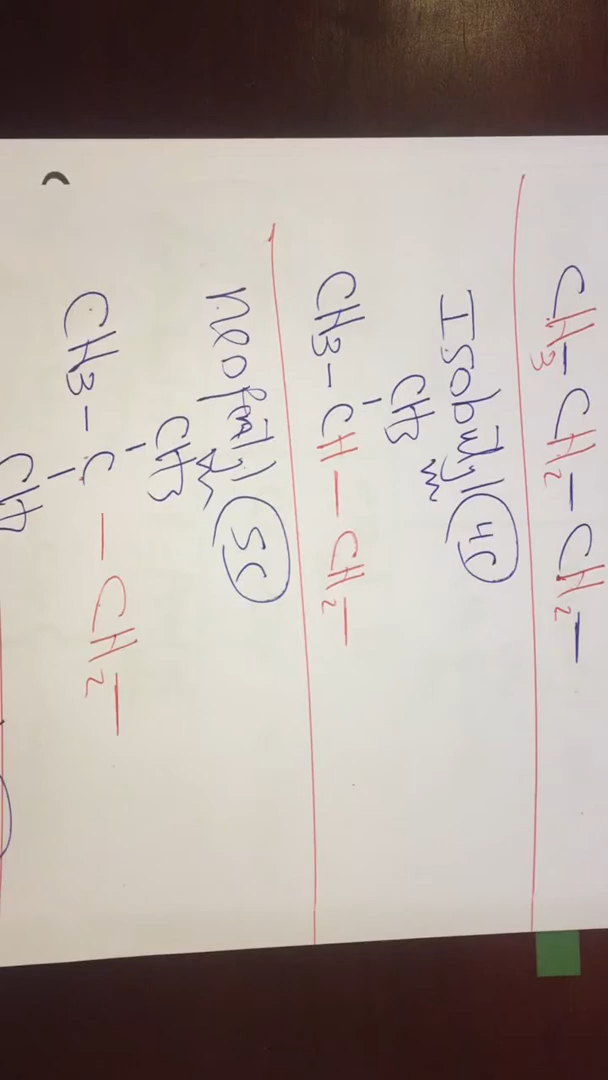 CH3-CH2-CH2-
Isobutyl 4C
CH3
CH3-CH-CH2-
neopentyl 5C
CH3
CH3-C-CH2-